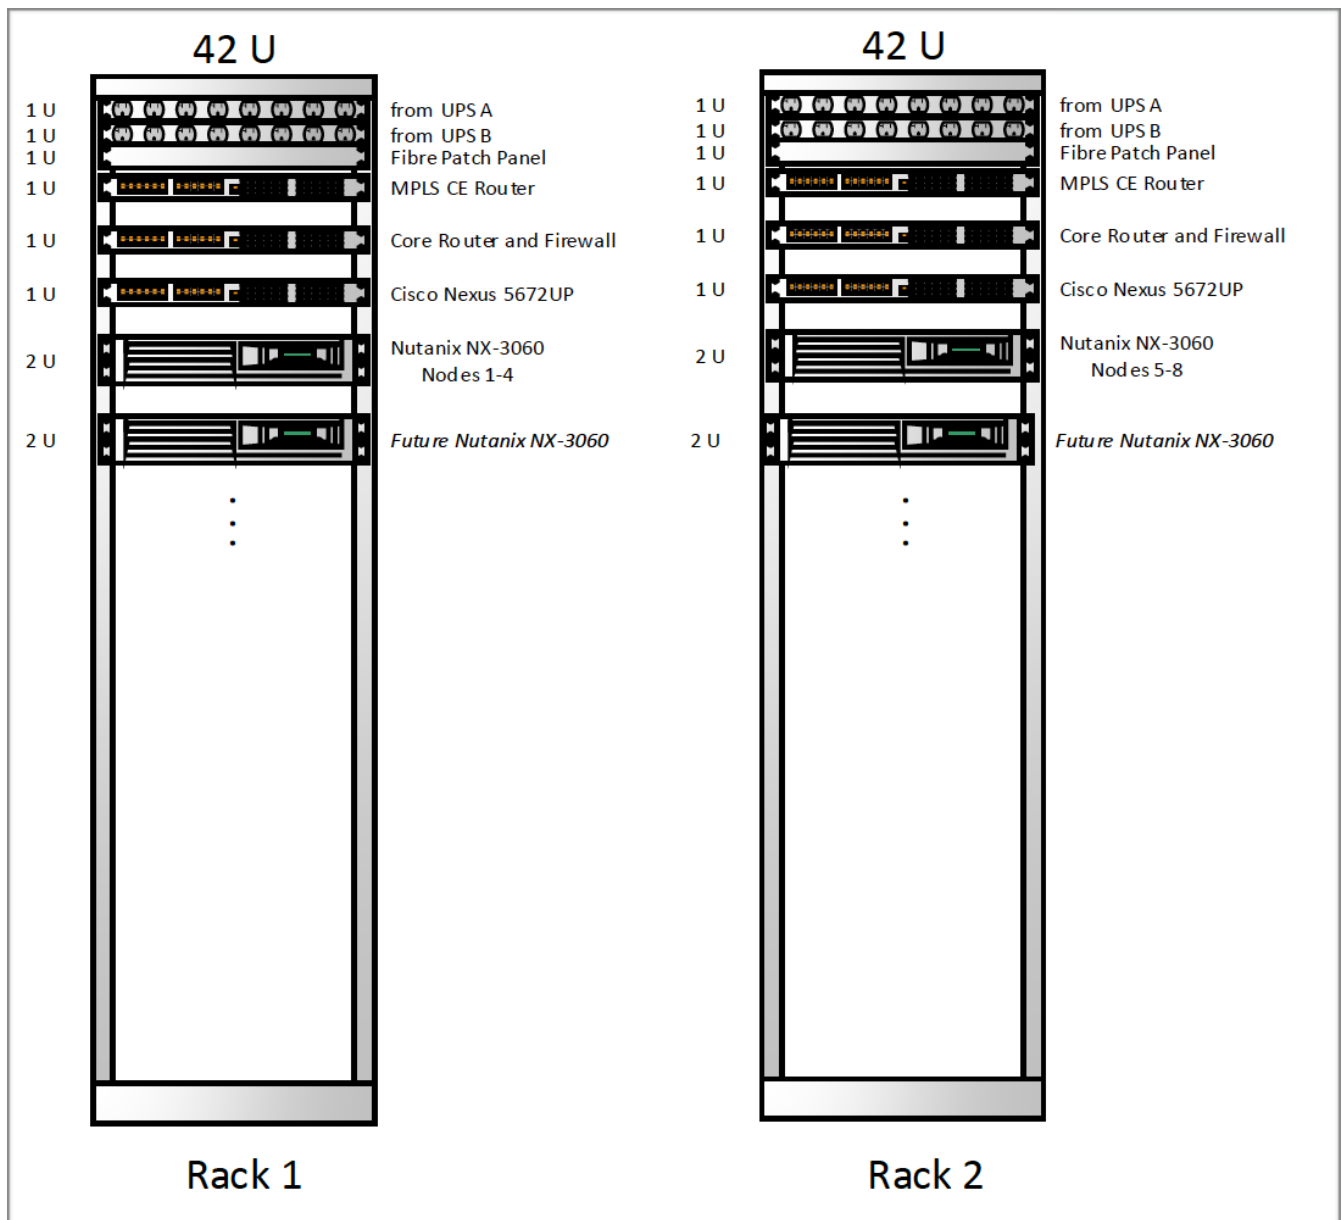 42 U
1 U from UPS A
1 U from UPS B
1 U Fibre Patch Panel
1 U MPLS CE Router
1 U Core Router and Firewall
1 U Cisco Nexus 5672UP
2 U Nutanix NX-3060
Nodes 1-4
2 U Future Nutanix NX-3060
Rack 1
42 U
1 U from UPS A
1 U from UPS B
1 U Fibre Patch Panel
1 U MPLS CE Router
1 U Core Router and Firewall
1 U Cisco Nexus 5672UP
2 U Nutanix NX-3060
Nodes 5-8
2 U Future Nutanix NX-3060
Rack 2